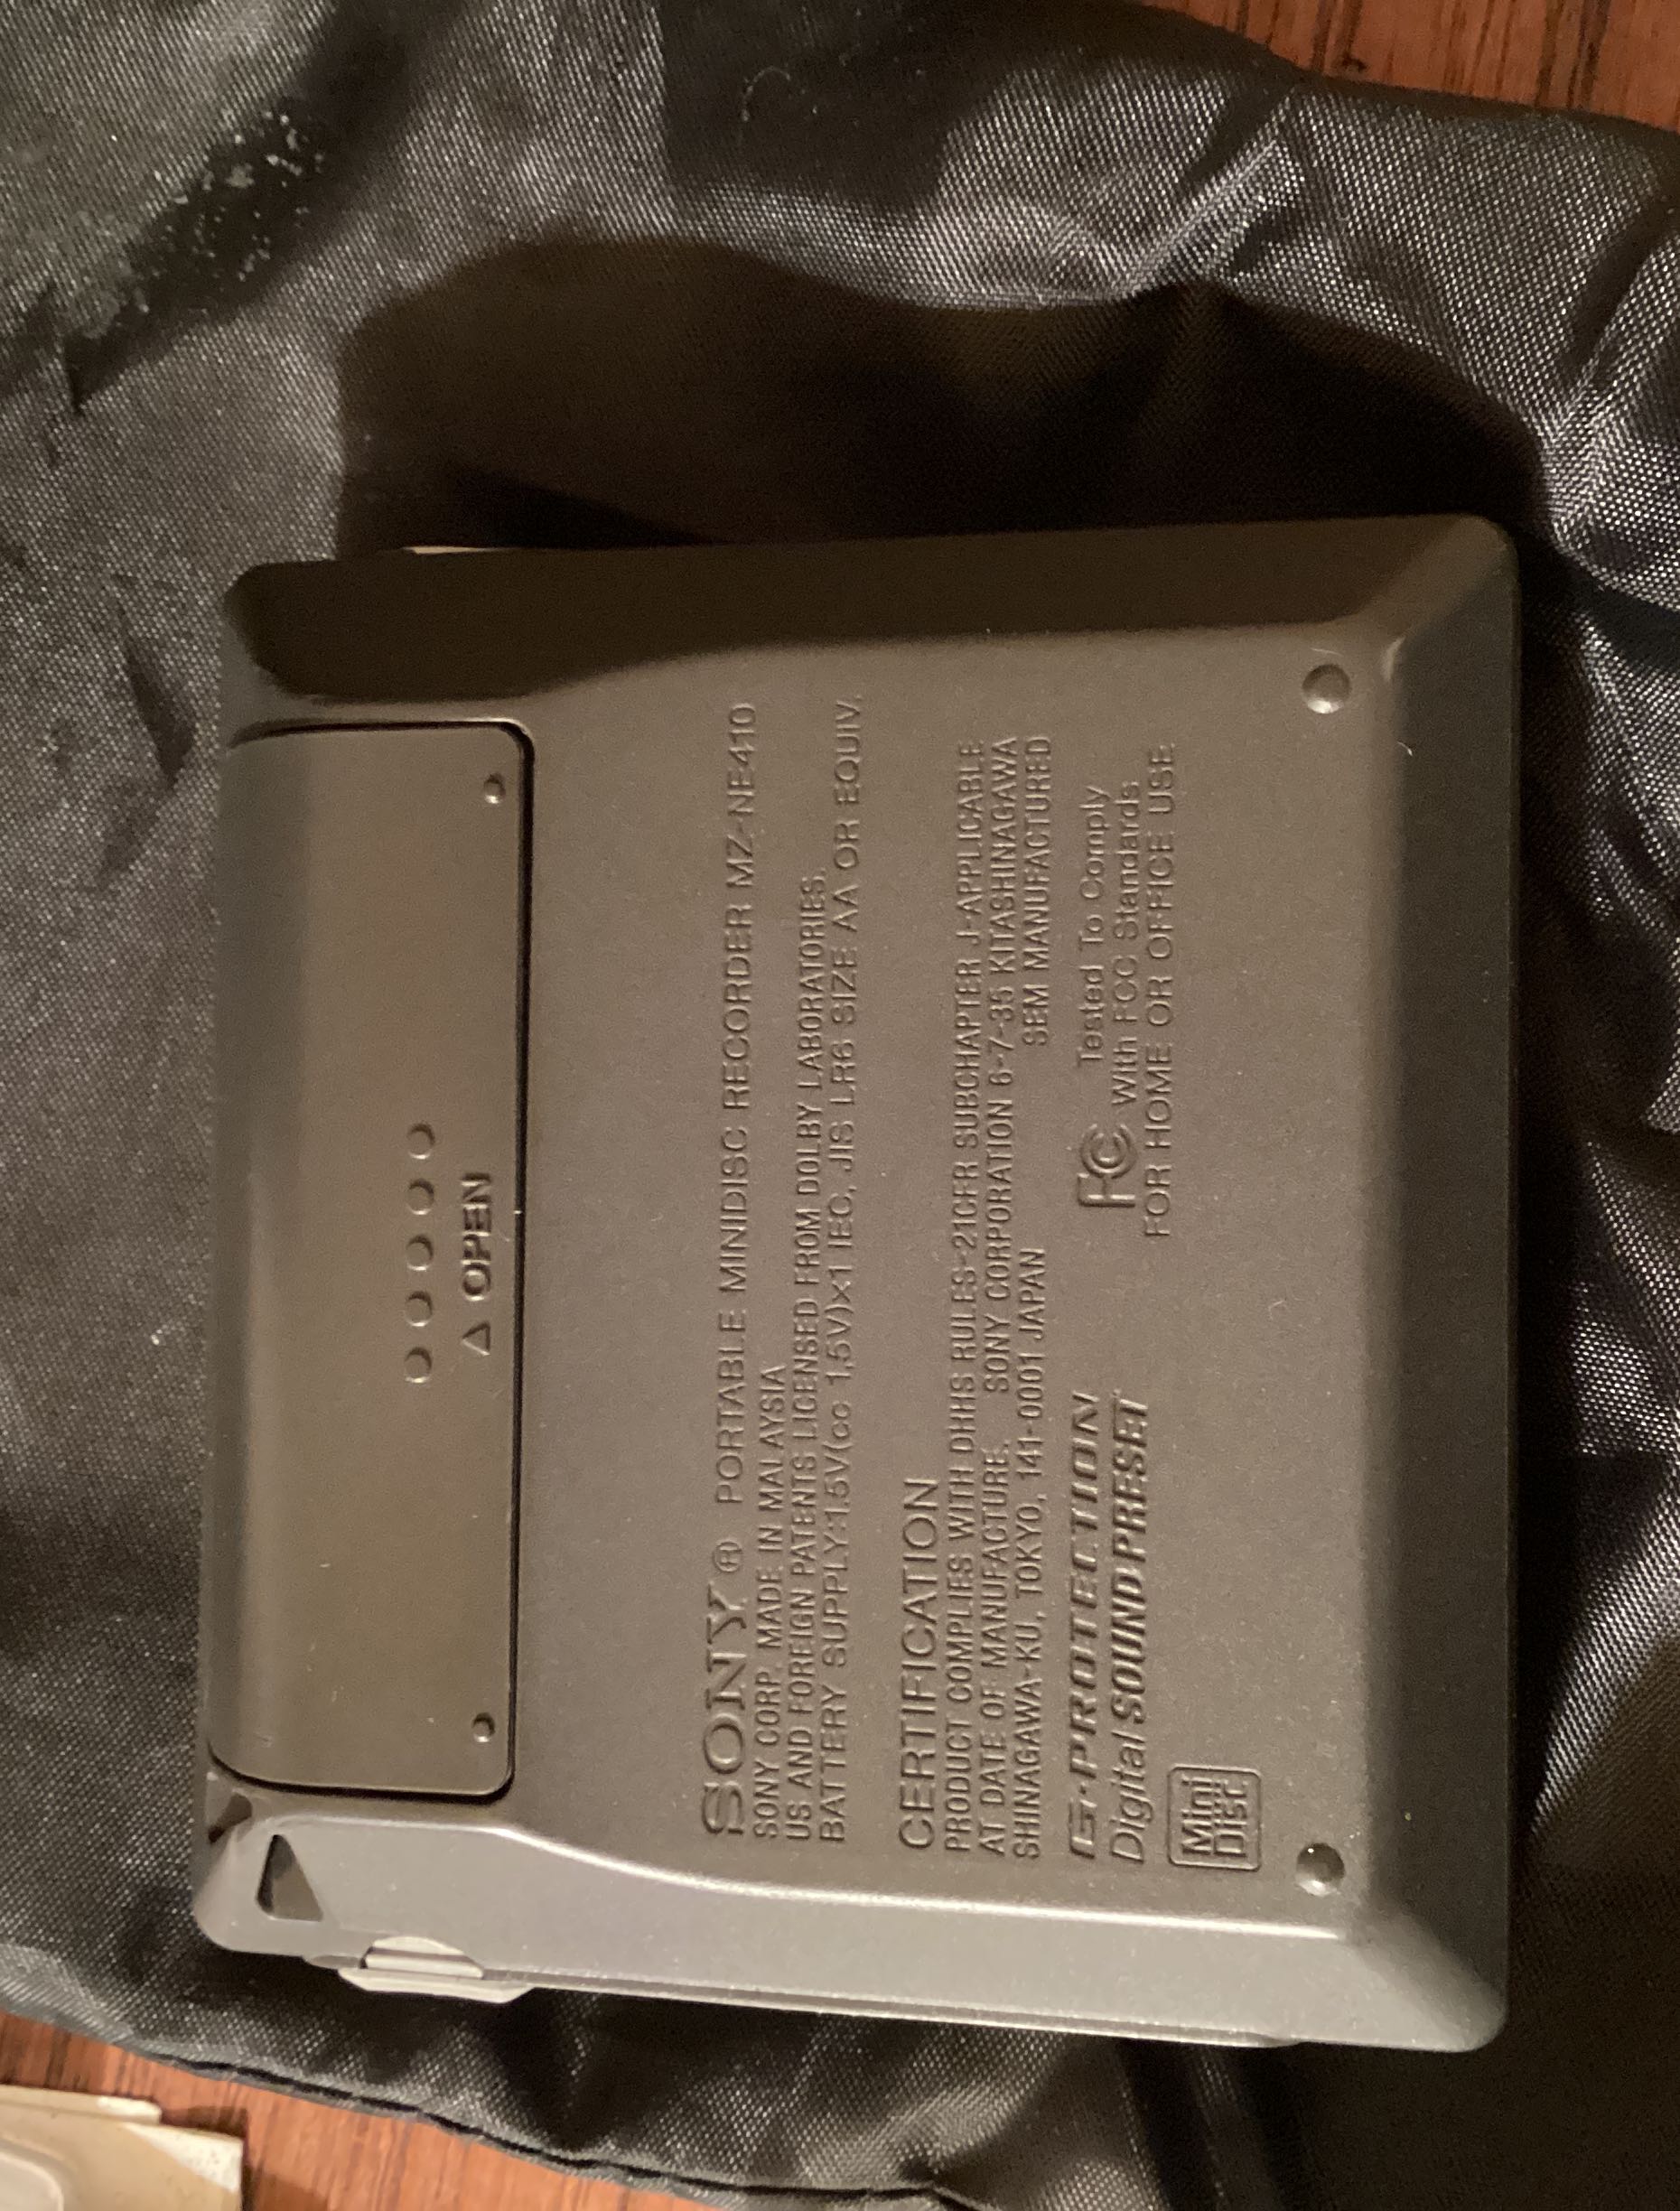 △ OPEN
SONY® PORTABLE MINIDISC RECORDER MZ-NE410
SONY CORP. MADE IN MALAYSIA
US AND FOREIGN PATENTS LICENSED FROM DOLBY LABORATORIES.
BATTERY SUPPLY:1.5V(cc 1.5V)x1 IEC, JIS LR6 SIZE AA OR EQUIV.
CERTIFICATION
PRODUCT COMPLIES WITH DHHS RULES-21CFR SUBCHAPTER J-APPLICABLE
AT DATE OF MANUFACTURE. SONY CORPORATION 6-7-35 KITASHINAGAWA
SHINAGAWA-KU, TOKYO, 141-0001 JAPAN SEM MANUFACTURED
G-PROTECTION
Digital SOUND PRESET
Mini
Disc
FC Tested To Comply
With FCC Standards
FOR HOME OR OFFICE USE